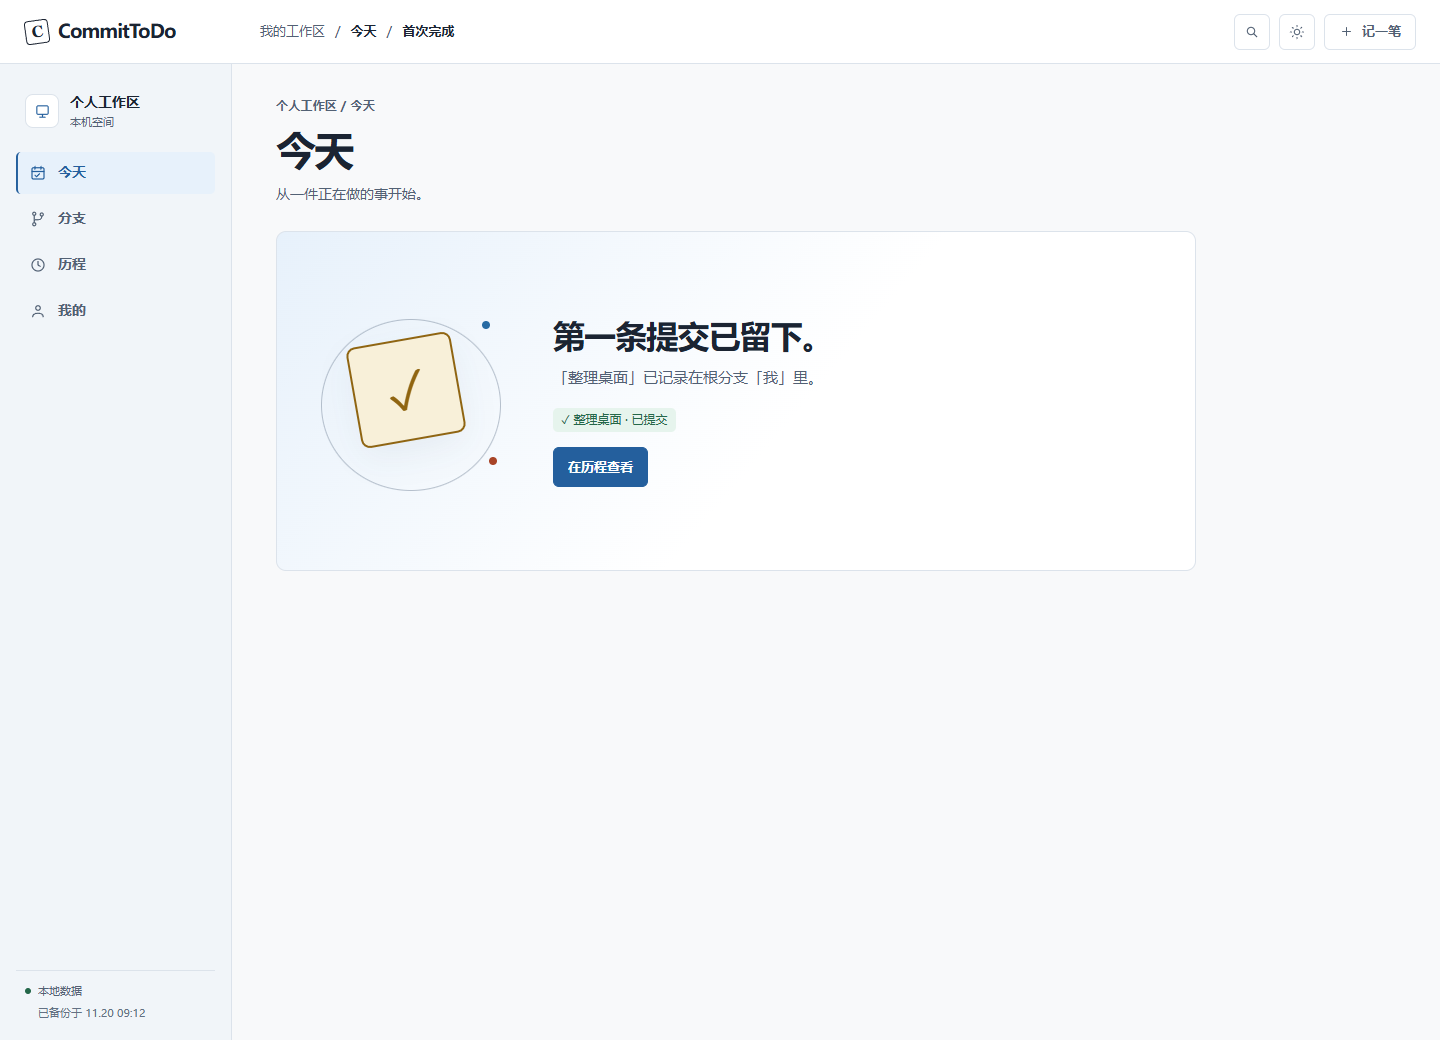 C CommitToDo
我的工作区 / 今天 / 首次完成
记一笔
个人工作区
本机空间
今天
分支
历程
我的
本地数据
已备份于 11.20 09:12
个人工作区 / 今天
今天
从一件正在做的事开始。
第一条提交已留下。
「整理桌面」已记录在根分支「我」里。
✓ 整理桌面 · 已提交
在历程查看